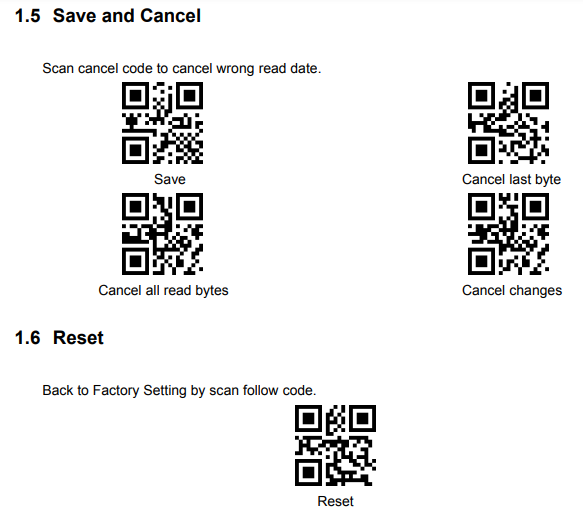 1.5 Save and Cancel
Scan cancel code to cancel wrong read date.
Save
Cancel last byte
Cancel all read bytes
Cancel changes
1.6 Reset
Back to Factory Setting by scan follow code.
Reset